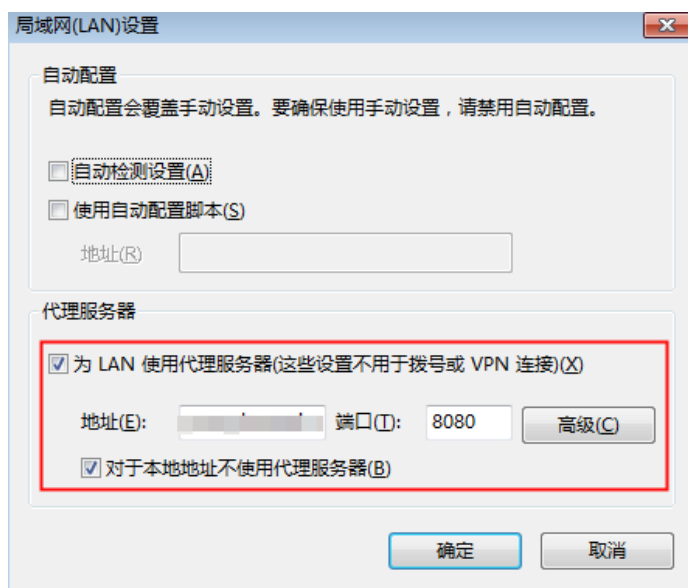 局域网(LAN)设置
自动配置
自动配置会覆盖手动设置。要确保使用手动设置，请禁用自动配置。
自动检测设置(A)
使用自动配置脚本(S)
地址(R)
代理服务器
为 LAN 使用代理服务器(这些设置不用于拨号或 VPN 连接)(X)
地址(E): 端口(T): 8080 高级(C)
对于本地地址不使用代理服务器(B)
确定 取消